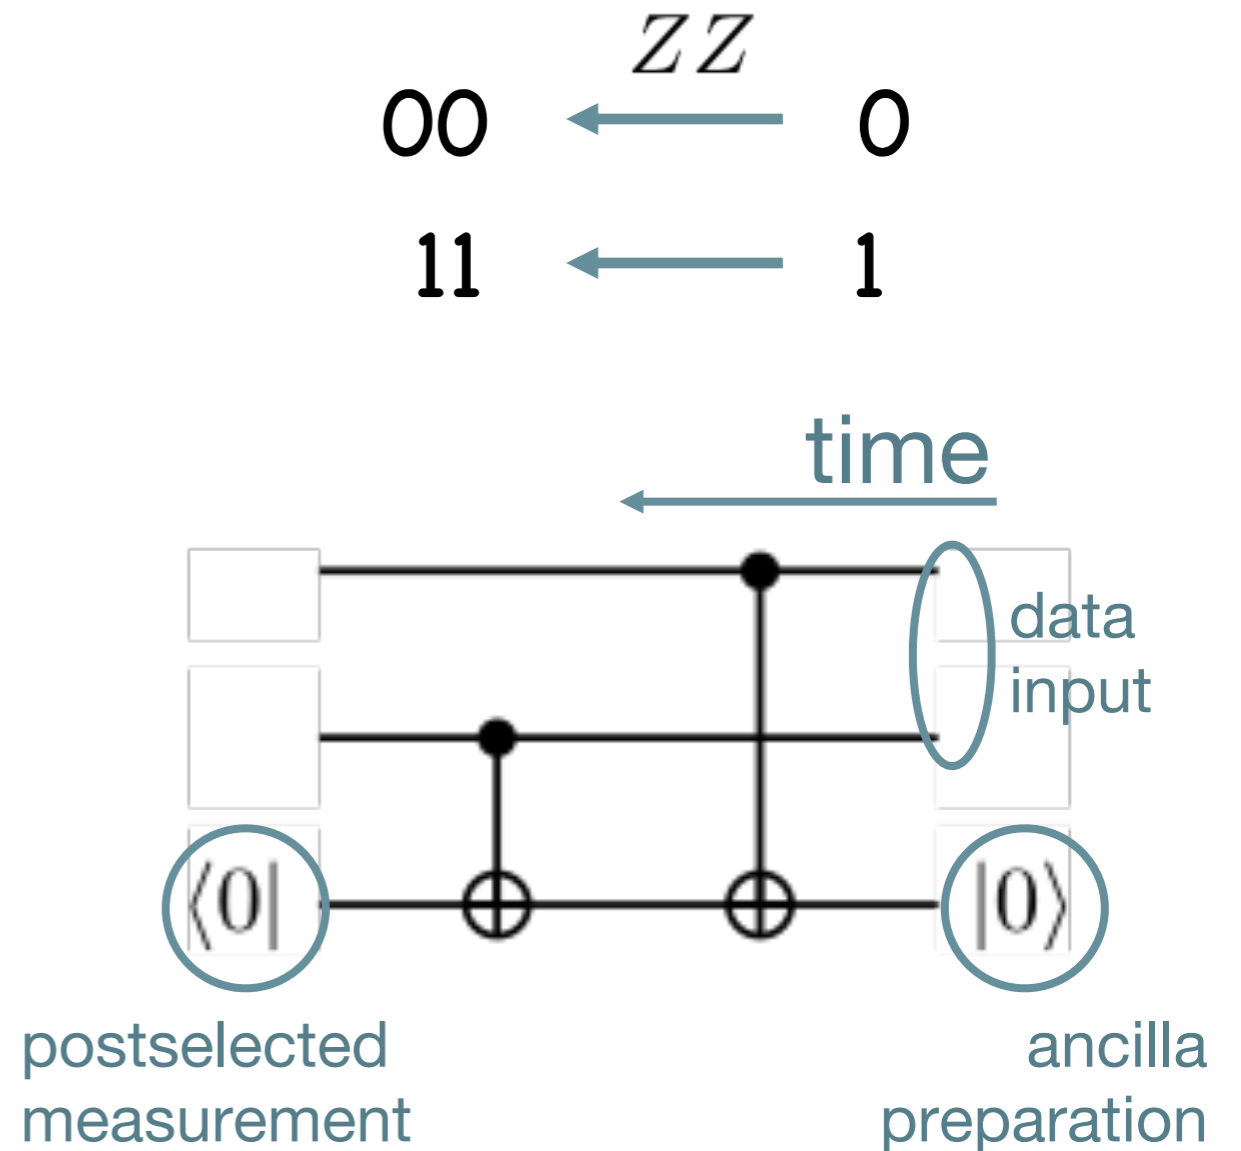 ZZ
00 0
11 1
time
data
input
⟨0| |0⟩
postselected ancilla
measurement preparation